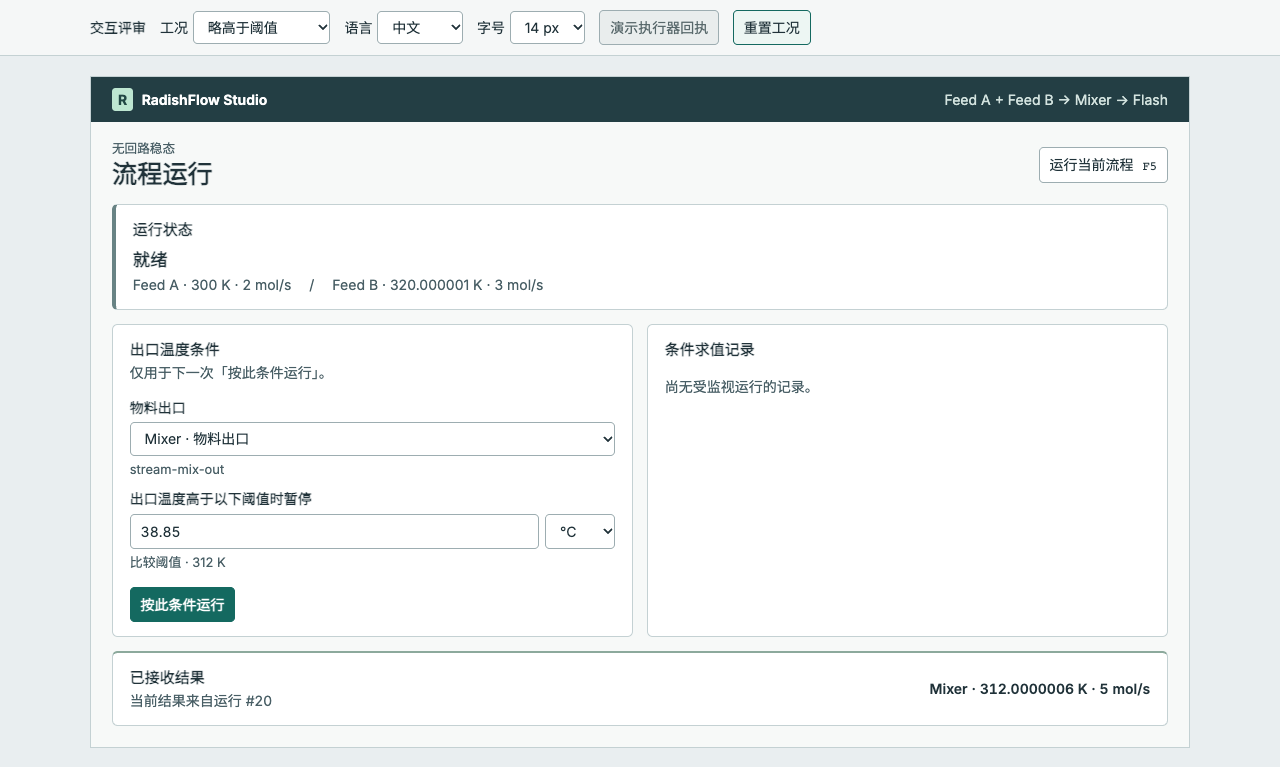 交互评审 工况 略高于阈值 语言 中文 字号 14 px 演示执行器回执 重置工况
R RadishFlow Studio Feed A + Feed B → Mixer → Flash
无回路稳态
流程运行
运行当前流程 F5
运行状态
就绪
Feed A · 300 K · 2 mol/s / Feed B · 320.000001 K · 3 mol/s
出口温度条件
仅用于下一次「按此条件运行」。
物料出口
Mixer · 物料出口
stream-mix-out
出口温度高于以下阈值时暂停
38.85 °C
比较阈值 · 312 K
按此条件运行
条件求值记录
尚无受监视运行的记录。
已接收结果
当前结果来自运行 #20
Mixer · 312.0000006 K · 5 mol/s